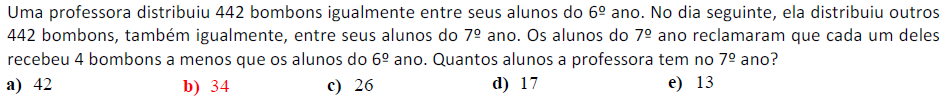 Uma professora distribuiu 442 bombons igualmente entre seus alunos do 6º ano. No dia seguinte, ela distribuiu outros
442 bombons, também igualmente, entre seus alunos do 7º ano. Os alunos do 7º ano reclamaram que cada um deles
recebeu 4 bombons a menos que os alunos do 6º ano. Quantos alunos a professora tem no 7º ano?
a) 42 b) 34 c) 26 d) 17 e) 13